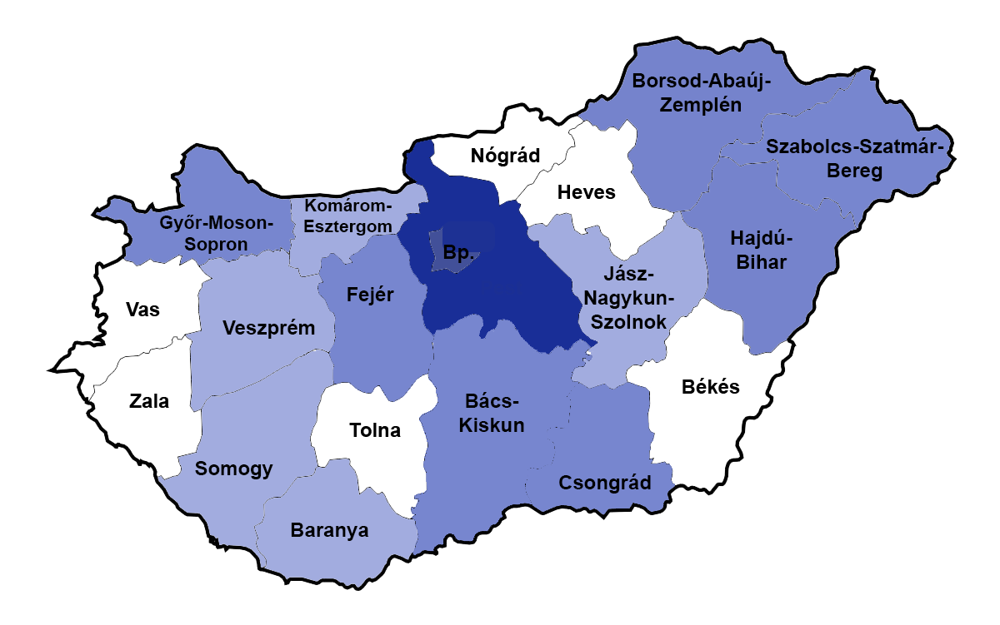 Borsod-Abaúj-
Zemplén
Szabolcs-Szatmár-
Bereg
Nógrád
Heves
Komárom-
Esztergom
Győr-Moson-
Sopron
Hajdú-
Bihar
Bp.
Jász-
Nagykun-
Szolnok
Fejér
Vas
Veszprém
Békés
Zala
Bács-
Kiskun
Tolna
Somogy
Csongrád
Baranya